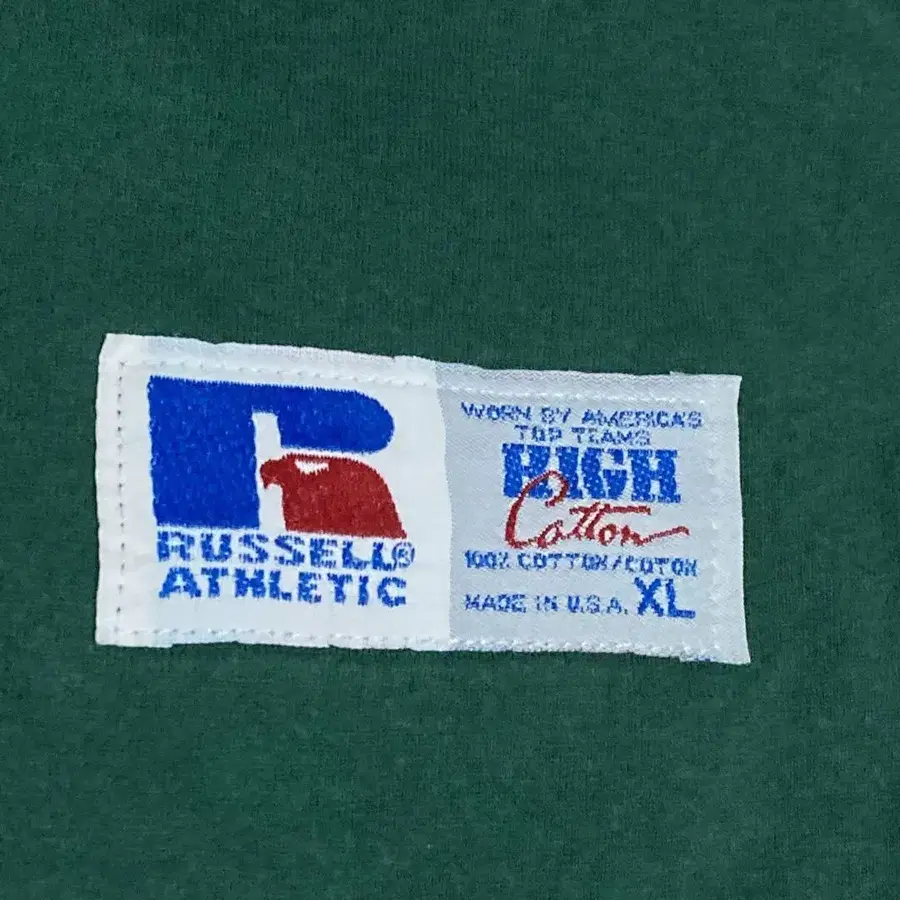 RUSSELL®
ATHLETIC
WORN BY AMERICA'S
TOP TEAMS
HIGH
Cotton
100% COTTON/COTON
MADE IN U.S.A. XL